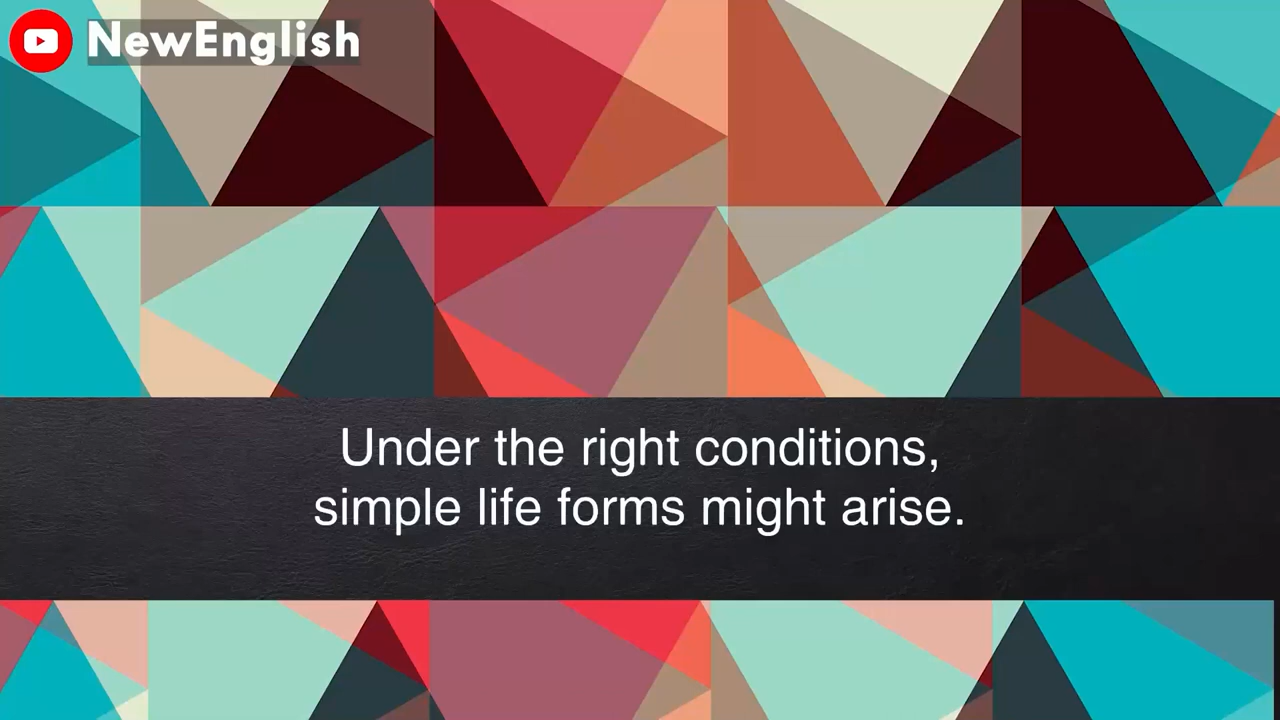 NewEnglish
Under the right conditions,
simple life forms might arise.